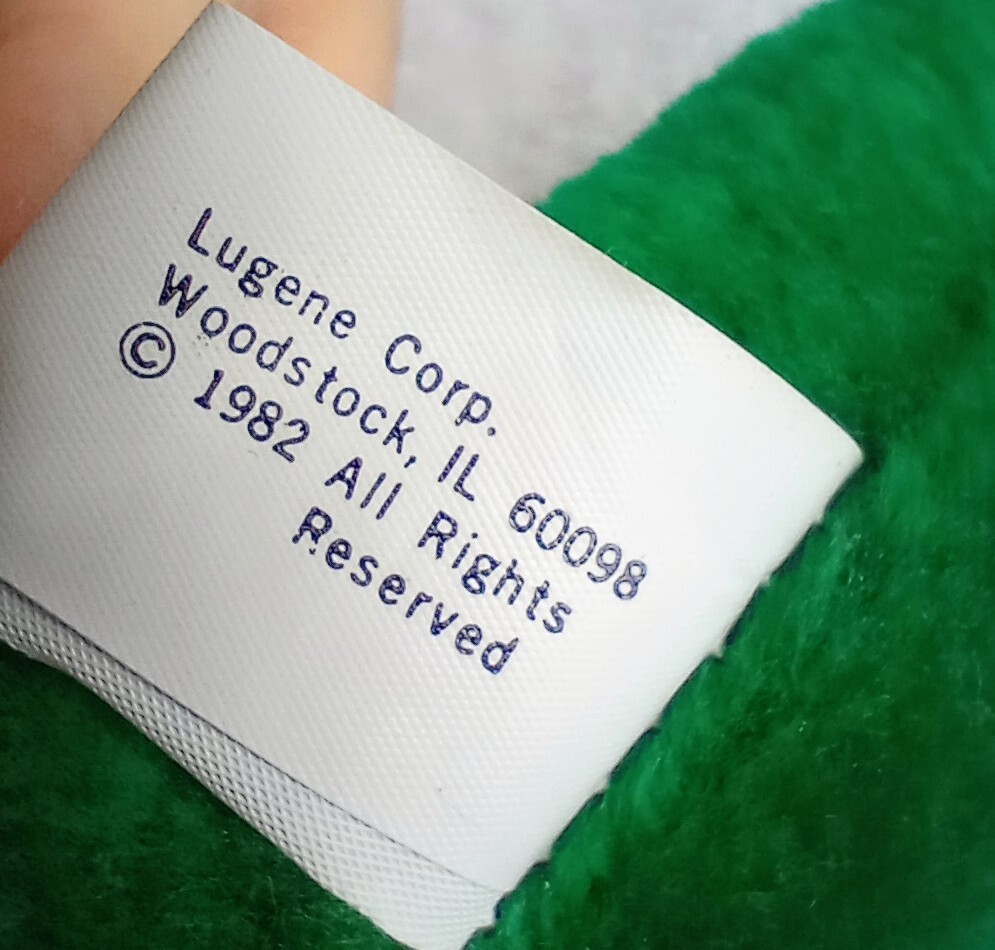 Lugene Corp.
Woodstock, IL 60098
© 1982 All Rights
Reserved